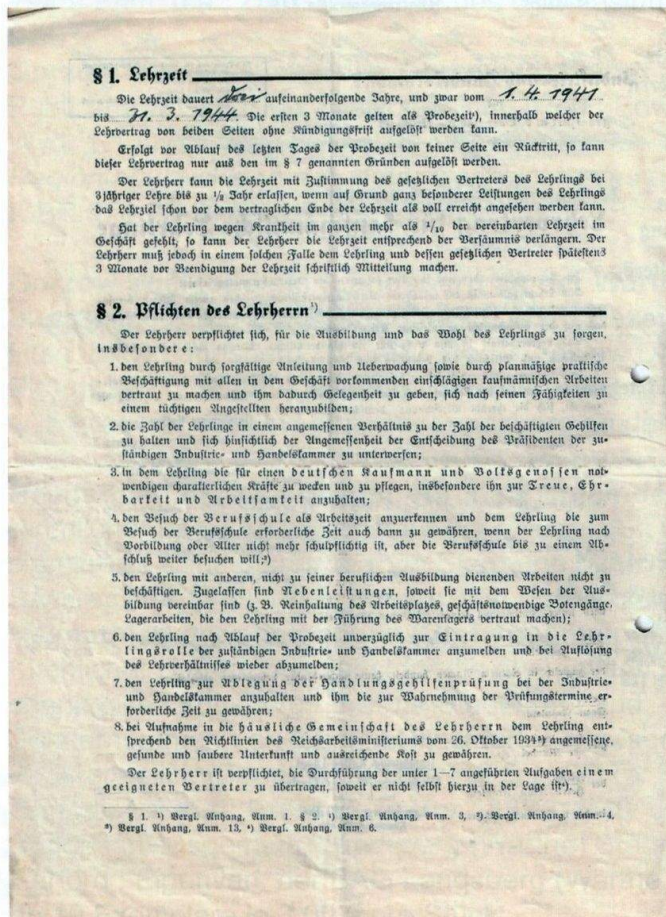 § 1. Lehrzeit
Die Lehrzeit dauert drei aufeinanderfolgende Jahre, und zwar vom 1. 4. 1941
bis 31. 3. 1944. Die ersten 3 Monate gelten als Probezeit¹), innerhalb welcher der
Lehrvertrag von beiden Seiten ohne Kündigungsfrist aufgelöst werden kann.
Erfolgt vor Ablauf des letzten Tages der Probezeit von keiner Seite ein Rücktritt, so kann
dieser Lehrvertrag nur aus den im § 7 genannten Gründen aufgelöst werden.
Der Lehrherr kann die Lehrzeit mit Zustimmung des gesetzlichen Vertreters des Lehrlings bei
3jähriger Lehre bis zu ½ Jahr erlassen, wenn auf Grund ganz besonderer Leistungen des Lehrlings
das Lehrziel schon vor dem vertraglichen Ende der Lehrzeit als voll erreicht angesehen werden kann.
Hat der Lehrling wegen Krankheit im ganzen mehr als ¹/₁₀ der vereinbarten Lehrzeit im
Geschäft gefehlt, so kann der Lehrherr die Lehrzeit entsprechend der Versäumnis verlängern. Der
Lehrherr muß jedoch in einem solchen Falle dem Lehrling und dessen gesetzlichen Vertreter spätestens
3 Monate vor Beendigung der Lehrzeit schriftlich Mitteilung machen.
§ 2. Pflichten des Lehrherrn¹)
Der Lehrherr verpflichtet sich, für die Ausbildung und das Wohl des Lehrlings zu sorgen,
insbesondere:
1. den Lehrling durch sorgfältige Anleitung und Ueberwachung sowie durch planmäßige praktische
Beschäftigung mit allen in dem Geschäft vorkommenden einschlägigen kaufmännischen Arbeiten
vertraut zu machen und ihm dadurch Gelegenheit zu geben, sich nach seinen Fähigkeiten zu
einem tüchtigen Angestellten heranzubilden;
2. die Zahl der Lehrlinge in einem angemessenen Verhältnis zu der Zahl der beschäftigten Gehilfen
zu halten und sich hinsichtlich der Angemessenheit der Entscheidung des Präsidenten der zu-
ständigen Industrie- und Handelskammer zu unterwerfen;
3. in dem Lehrling die für einen deutschen Kaufmann und Volksgenossen not-
wendigen charakterlichen Kräfte zu wecken und zu pflegen, insbesondere ihn zur Treue, Ehr-
barkeit und Arbeitsamkeit anzuhalten;
4. den Besuch der Berufsschule als Arbeitszeit anzuerkennen und dem Lehrling die zum
Besuch der Berufsschule erforderliche Zeit auch dann zu gewähren, wenn der Lehrling nach
Vorbildung oder Alter nicht mehr schulpflichtig ist, aber die Berufsschule bis zu einem Ab-
schluß weiter besuchen will;²)
5. den Lehrling mit anderen, nicht zu seiner beruflichen Ausbildung dienenden Arbeiten nicht zu
beschäftigen. Zugelassen sind Nebenleistungen, soweit sie mit dem Wesen der Aus-
bildung vereinbar sind (z. B. Reinhaltung des Arbeitsplatzes, geschäftsnotwendige Botengänge,
Lagerarbeiten, die den Lehrling mit der Führung des Warenlagers vertraut machen);
6. den Lehrling nach Ablauf der Probezeit unverzüglich zur Eintragung in die Lehr-
lingsrolle der zuständigen Industrie- und Handelskammer anzumelden und bei Auflösung
des Lehrverhältnisses wieder abzumelden;
7. den Lehrling zur Ablegung der Handlungsgehilfenprüfung bei der Industrie-
und Handelskammer anzuhalten und ihm die zur Wahrnehmung der Prüfungstermine er-
forderliche Zeit zu gewähren;
8. bei Aufnahme in die häusliche Gemeinschaft des Lehrherrn dem Lehrling ent-
sprechend den Richtlinien des Reichsarbeitsministeriums vom 26. Oktober 1934³) angemessene,
gesunde und saubere Unterkunft und ausreichende Kost zu gewähren.
Der Lehrherr ist verpflichtet, die Durchführung der unter 1—7 angeführten Aufgaben einem
geeigneten Vertreter zu übertragen, soweit er nicht selbst hierzu in der Lage ist⁴).
§ 1. ¹) Vergl. Anhang, Anm. 1. § 2. ¹) Vergl. Anhang, Anm. 3, ²) Vergl. Anhang, Anm. 4,
³) Vergl. Anhang, Anm. 13, ⁴) Vergl. Anhang, Anm. 6.